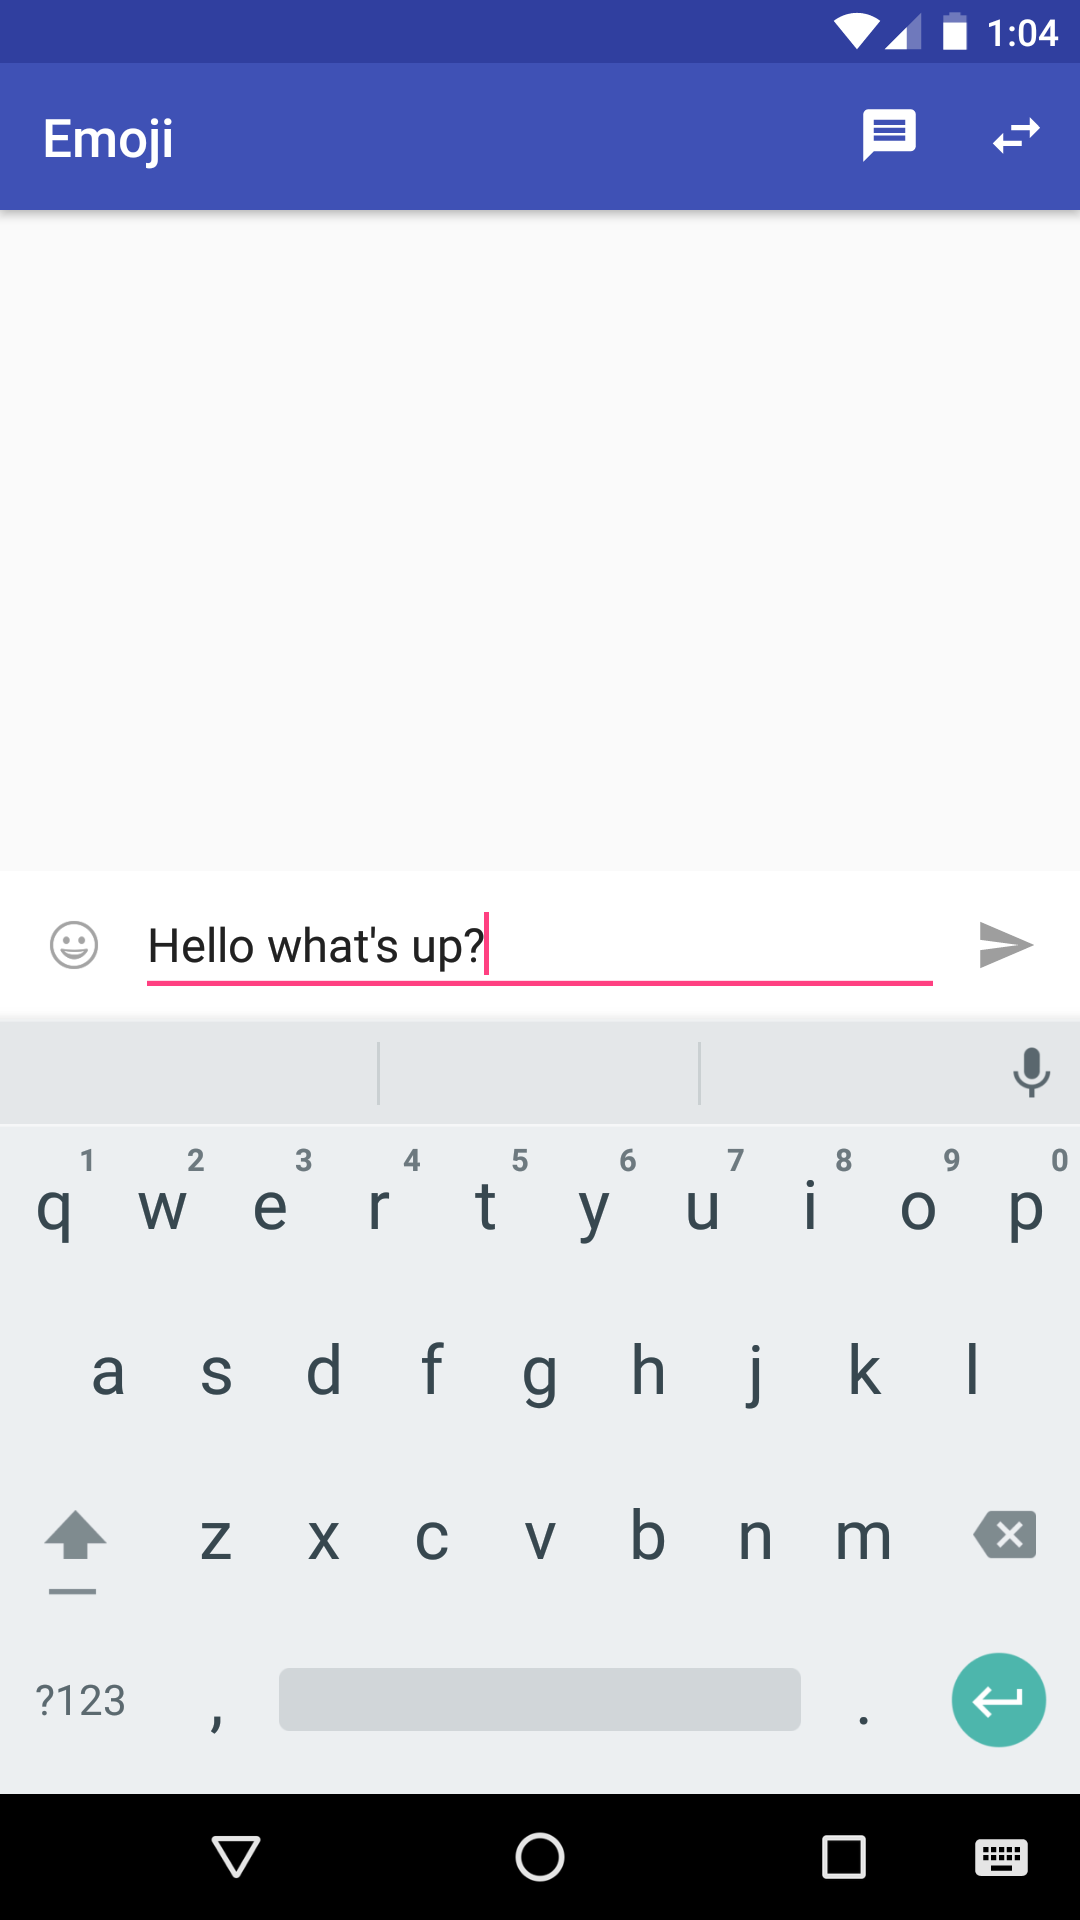 1:04
Emoji
Hello what's up?
1 2 3 4 5 6 7 8 9 0
q w e r t y u i o p
a s d f g h j k l
z x c v b n m
?123 , .